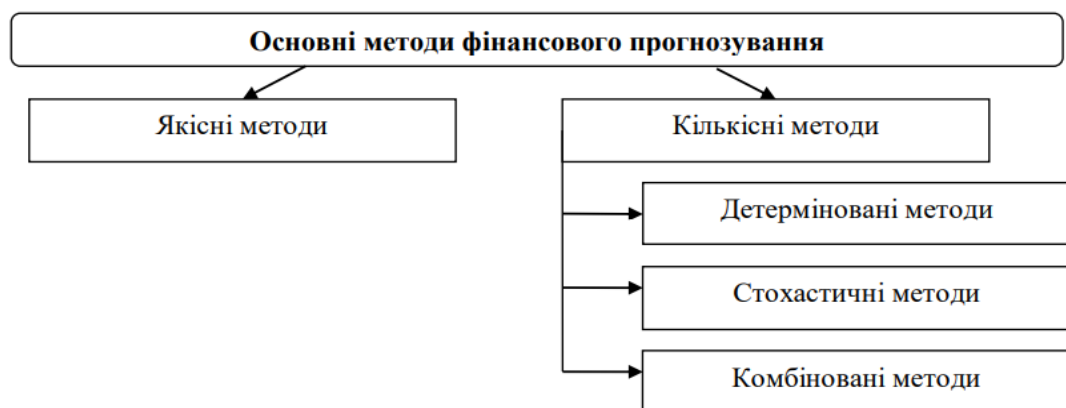 Основні методи фінансового прогнозування
Якісні методи
Кількісні методи
Детерміновані методи
Стохастичні методи
Комбіновані методи